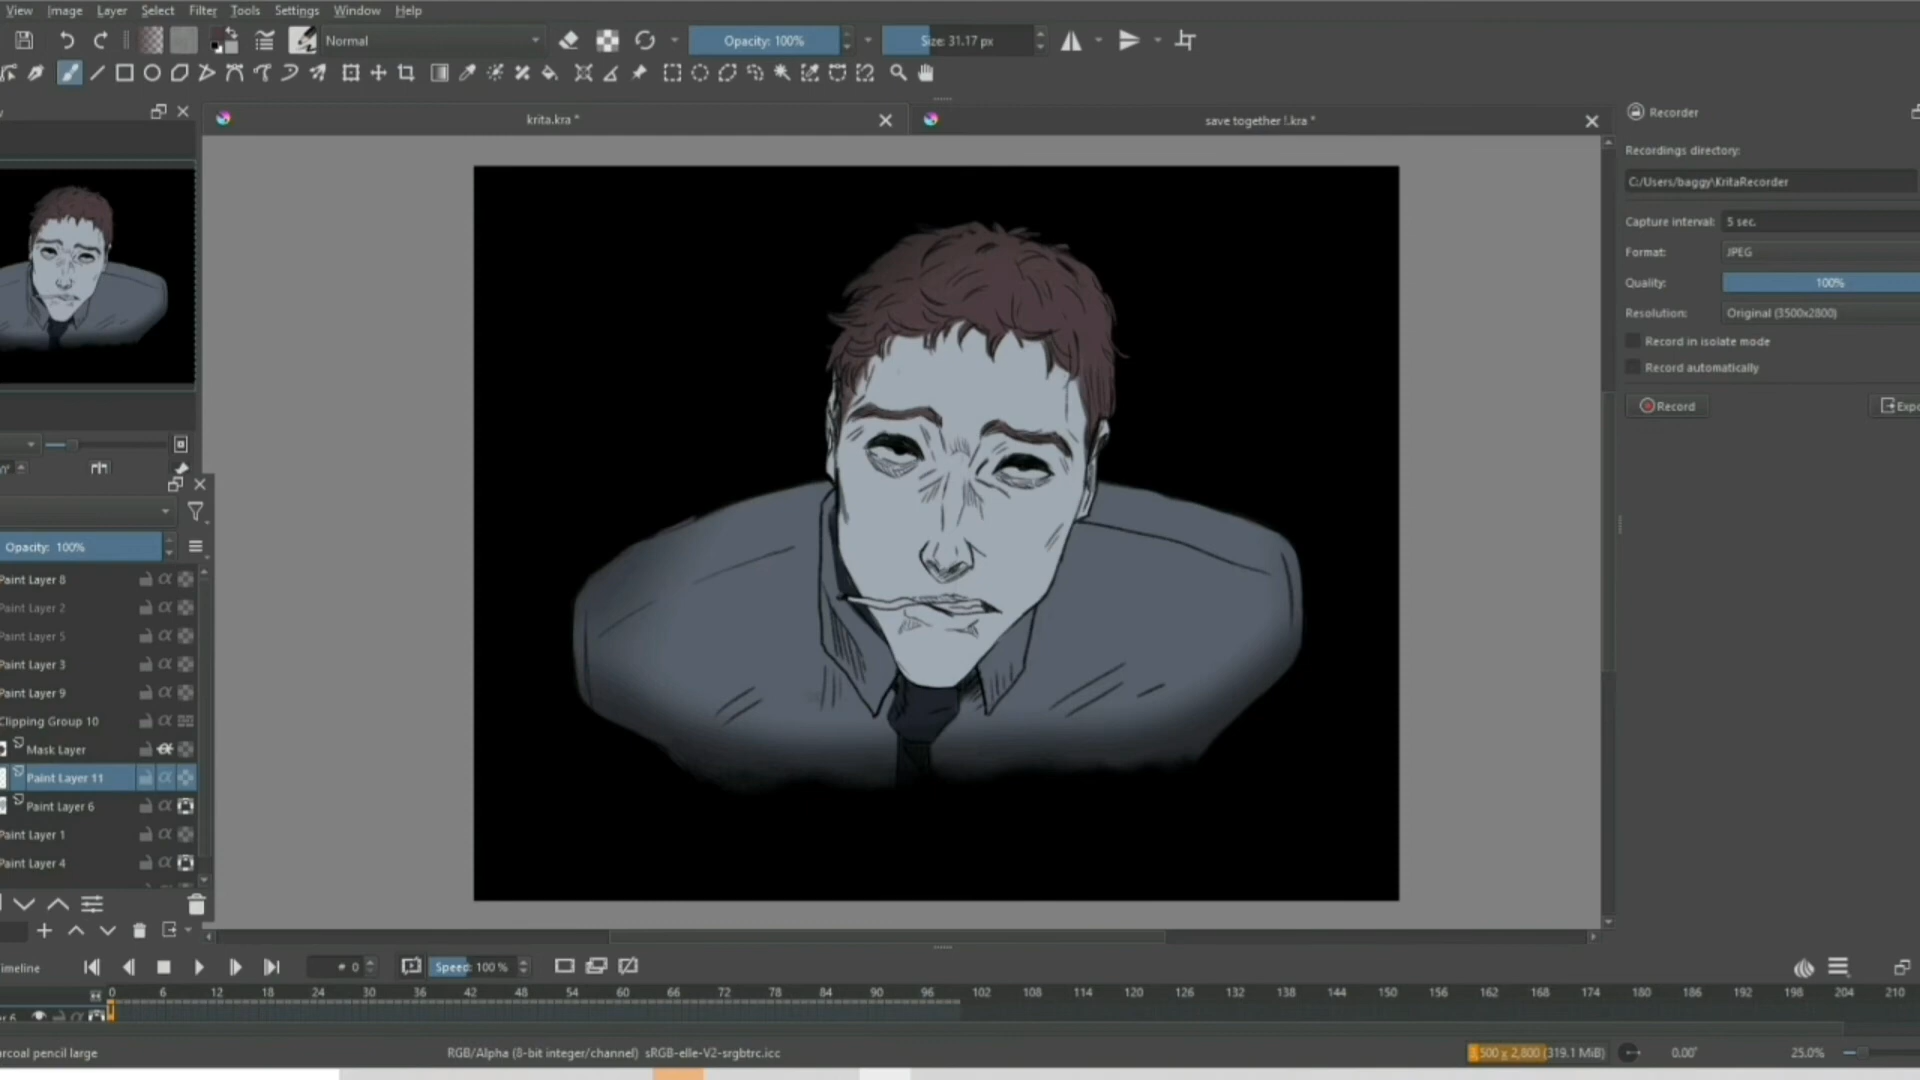 View Image Layer Select Filter Tools Settings Window Help
Normal
Opacity: 100%
Size: 31.17 px
krita.kra *
save together !.kra *
Recorder
Recordings directory:
C:/Users/baggy\KritaRecorder
Capture interval: 5 sec.
Format: JPEG
Quality: 100%
Resolution: Original (3500x2800)
Record in isolate mode
Record automatically
Record
Expo
Opacity: 100%
Paint Layer 8
Paint Layer 2
Paint Layer 5
Paint Layer 3
Paint Layer 9
Clipping Group 10
Mask Layer
Paint Layer 11
Paint Layer 6
Paint Layer 1
Paint Layer 4
imeline
# 0
Speed: 100 %
0 6 12 18 24 30 36 42 48 54 60 66 72 78 84 90 96 102 108 114 120 126 132 138 144 150 156 162 168 174 180 186 192 198 204 210
er 6
rcoal pencil large
RGB/Alpha (8-bit integer/channel) sRGB-elle-V2-srgbtrc.icc
3,500 x 2,800 (319.1 MiB)
0.00°
25.0%